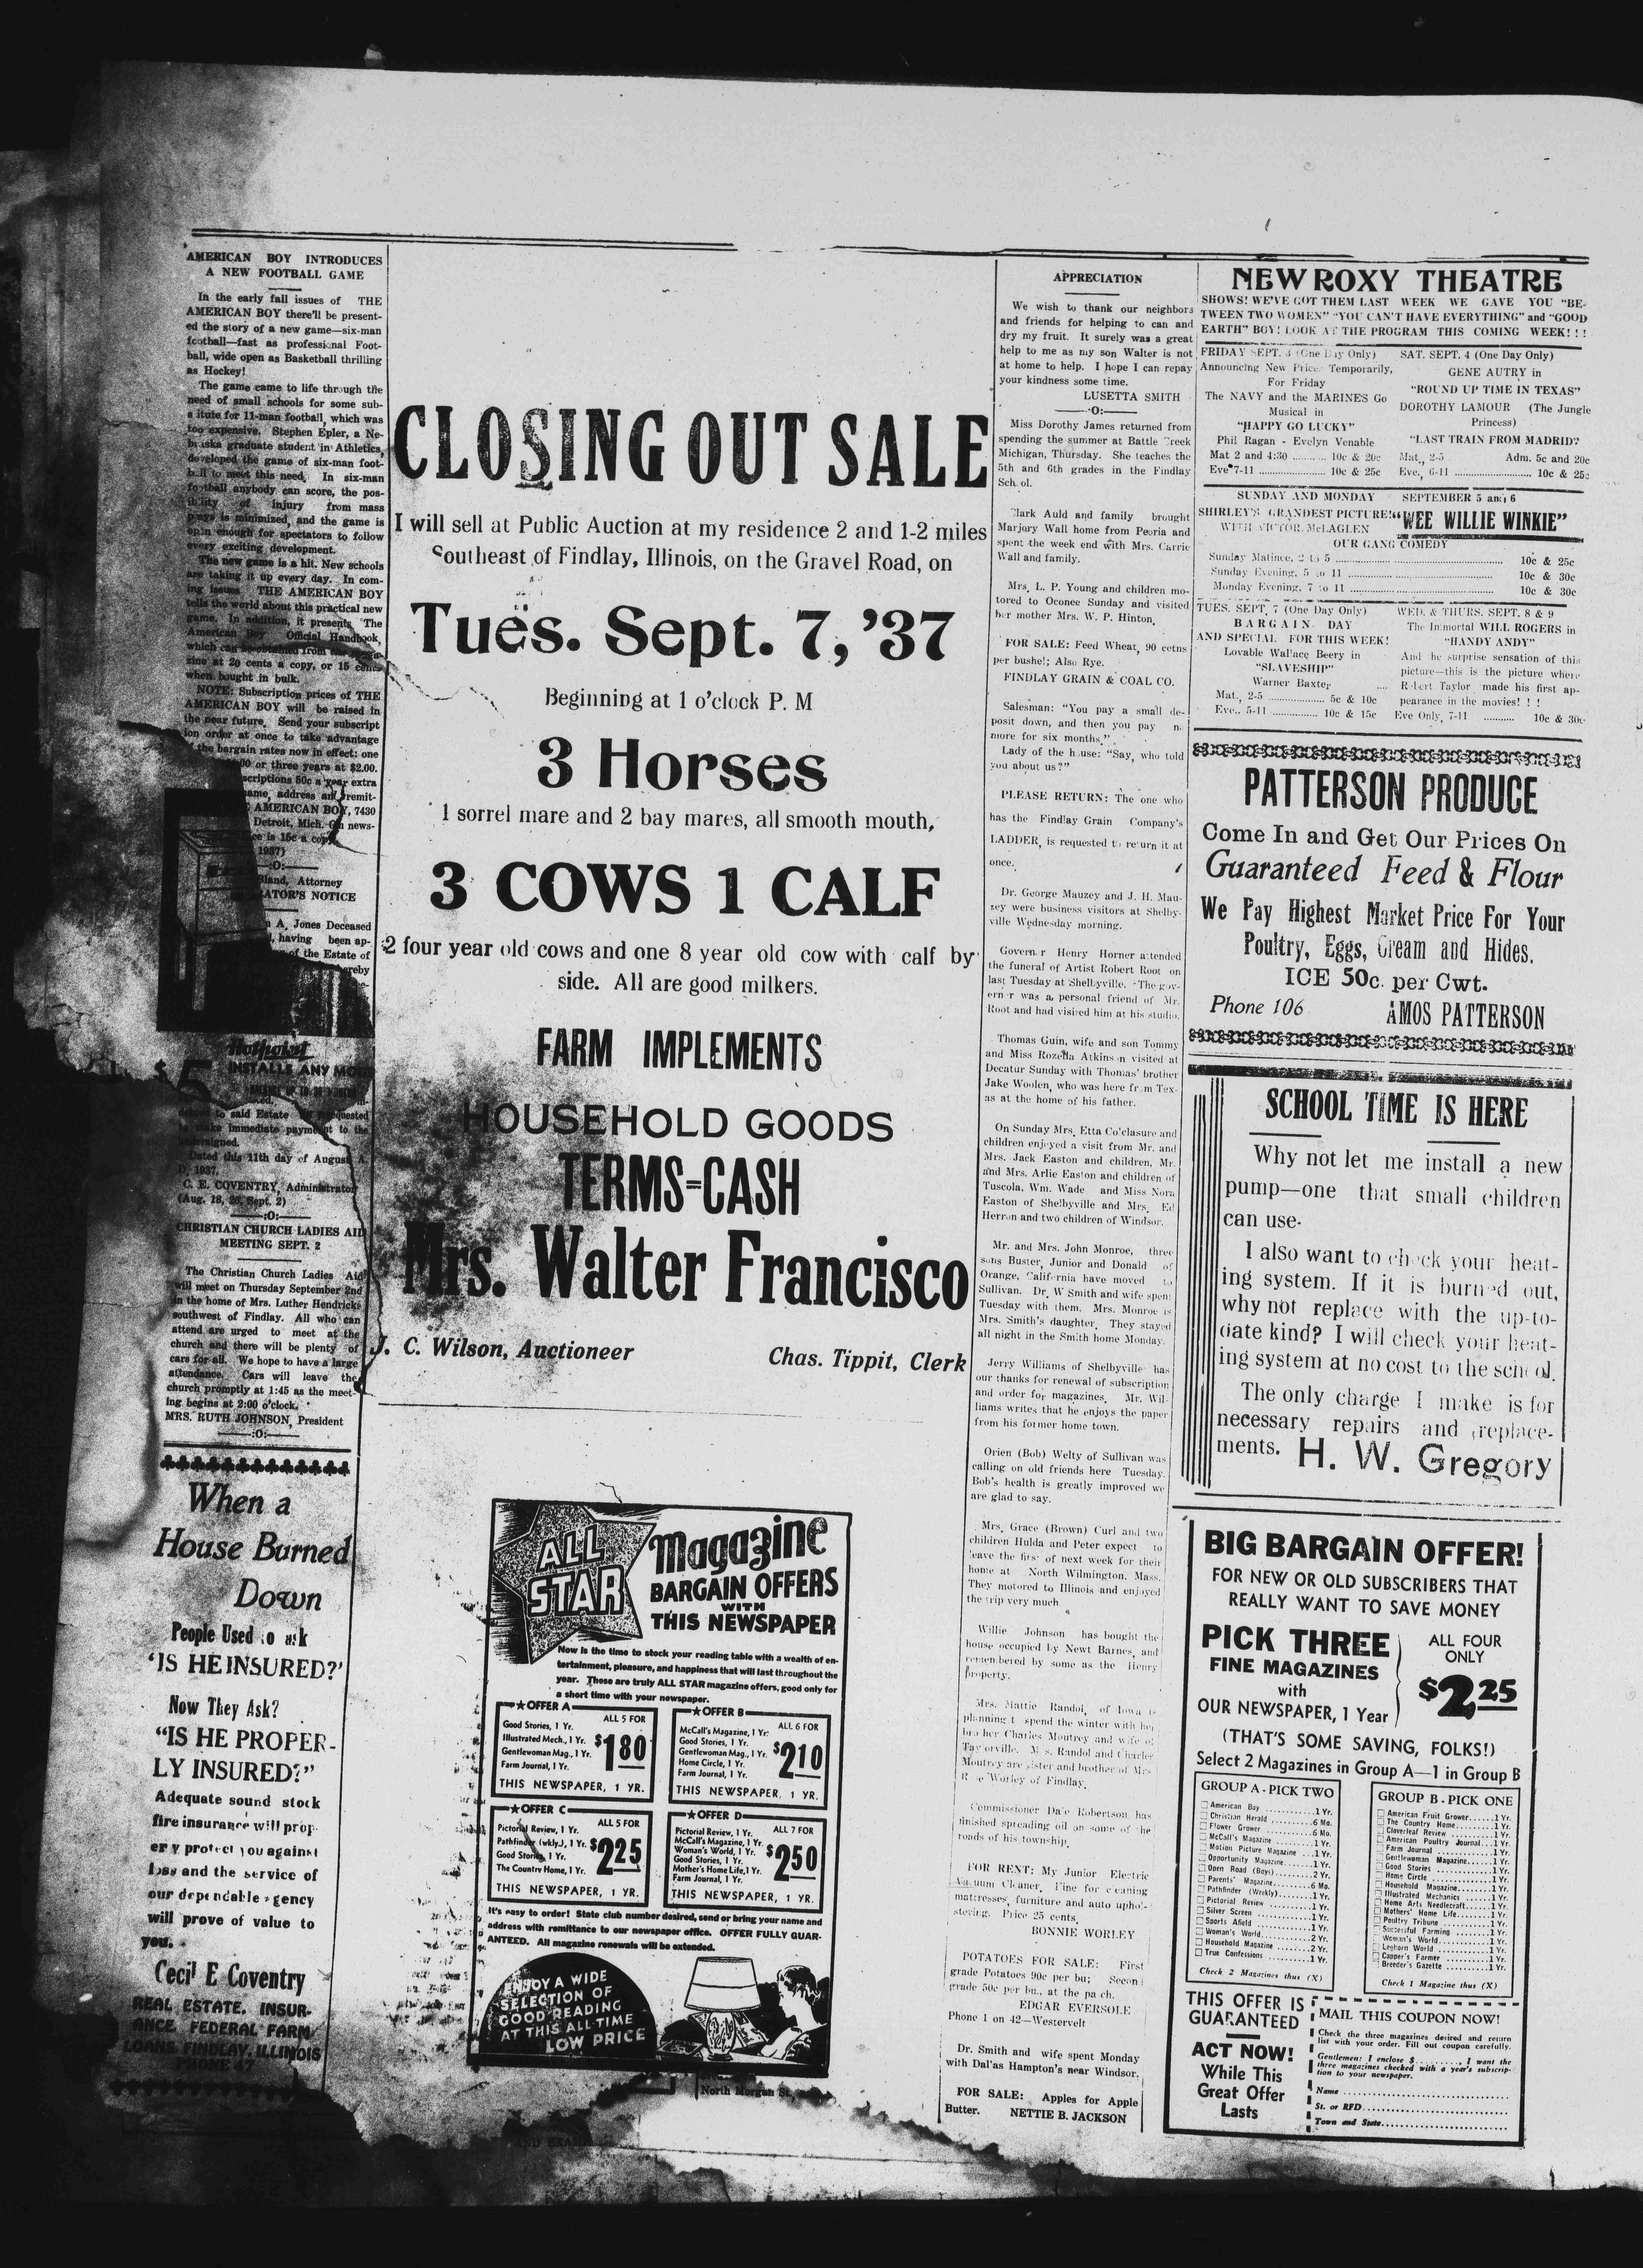 AMERICAN BOY INTRODUCES
A NEW FOOTBALL GAME
In the early fall issues of THE
AMERICAN BOY there'll be present-
ed the story of a new game—six-man
football—fast as professional Foot-
ball, wide open as Basketball thrilling
as Hockey!
The game came to life through the
need of small schools for some sub-
itute for 11-man football, which was
too expensive. Stephen Epler, a Ne-
braska graduate student in Athletics,
developed the game of six-man foot-
ball to meet this need. In six-man
football anybody can score, the pos-
ibility of injury from mass
plays is minimized, and the game is
open enough for spectators to follow
every exciting development.
The new game is a hit. New schools
are taking it up every day. In com-
ing issues THE AMERICAN BOY
tells the world about this practical new
game. In addition, it presents The
American Boy Official Handbook,
which can be obtained from the maga-
zine at 20 cents a copy, or 15 cents
when bought in bulk.
NOTE: Subscription prices of THE
AMERICAN BOY will be raised in
the near future. Send your subscript
ion order at once to take advantage
the bargain rates now in effect: one
00 or three years at $2.00.
scriptions 50c a year extra
name, address and remit-
AMERICAN BOY, 7430
Detroit, Mich. On news-
ce is 15c a copy
1937)
—:O:—
Bland, Attorney
ATOR'S NOTICE
A. Jones Deceased
having been ap-
of the Estate of
ereby
Hotpoint
INSTALLS ANY MO
to said Estate requested
make immediate payment to the
undersigned.
Dated this 11th day of August A.
D. 1937.
C. E. COVENTRY, Administrator
(Aug. 18, 26, Sept. 2)
—:O:—
CHRISTIAN CHURCH LADIES AID
MEETING SEPT. 2
The Christian Church Ladies Aid
will meet on Thursday September 2nd
in the home of Mrs. Luther Hendricks
southwest of Findlay. All who can
attend are urged to meet at the
church and there will be plenty of
cars for all. We hope to have a large
attendance. Cars will leave the
church promptly at 1:45 as the meet-
ing begins at 2:00 o'clock.
MRS. RUTH JOHNSON, President
—:O:—
When a
House Burned
Down
People Used to ask
'IS HE INSURED?'
Now They Ask?
"IS HE PROPER-
LY INSURED?"
Adequate sound stock
fire insurance will prop-
erly protect you against
loss and the service of
our dependable agency
will prove of value to
you.
Cecil E Coventry
REAL ESTATE, INSUR-
ANCE, FEDERAL FARM
LOANS, FINDLAY, ILLINOIS
CLOSING OUT SALE
I will sell at Public Auction at my residence 2 and 1-2 miles
Southeast of Findlay, Illinois, on the Gravel Road, on
Tues. Sept. 7, '37
Beginning at 1 o'clock P. M
3 Horses
1 sorrel mare and 2 bay mares, all smooth mouth,
3 COWS 1 CALF
2 four year old cows and one 8 year old cow with calf by
side. All are good milkers.
FARM IMPLEMENTS
HOUSEHOLD GOODS
TERMS=CASH
Mrs. Walter Francisco
J. C. Wilson, Auctioneer Chas. Tippit, Clerk
ALL STAR
Magazine
BARGAIN OFFERS
WITH
THIS NEWSPAPER
Now is the time to stock your reading table with a wealth of en-
tertainment, pleasure, and happiness that will last throughout the
year. These are truly ALL STAR magazine offers, good only for
a short time with your newspaper.
★OFFER A
ALL 5 FOR
Good Stories, 1 Yr.
Illustrated Mech., 1 Yr. $1 80
Gentlewoman Mag., 1 Yr.
Farm Journal, 1 Yr.
THIS NEWSPAPER, 1 YR.
★OFFER B
ALL 6 FOR
McCall's Magazine, 1 Yr.
Good Stories, 1 Yr. $2 10
Gentlewoman Mag., 1 Yr.
Home Circle, 1 Yr.
Farm Journal, 1 Yr.
THIS NEWSPAPER, 1 YR.
★OFFER C
ALL 5 FOR
Pictorial Review, 1 Yr.
Pathfinder (wkly.), 1 Yr. $2 25
Good Stories, 1 Yr.
The Country Home, 1 Yr.
THIS NEWSPAPER, 1 YR.
★OFFER D
ALL 7 FOR
Pictorial Review, 1 Yr.
McCall's Magazine, 1 Yr.
Woman's World, 1 Yr. $2 50
Good Stories, 1 Yr.
Mother's Home Life, 1 Yr.
Farm Journal, 1 Yr.
THIS NEWSPAPER, 1 YR.
It's easy to order! State club number desired, send or bring your name and
address with remittance to our newspaper office. OFFER FULLY GUAR-
ANTEED. All magazine renewals will be extended.
ENJOY A WIDE
SELECTION OF
GOOD READING
AT THIS ALL-TIME
LOW PRICE
North Morgan St.
APPRECIATION
We wish to thank our neighbors
and friends for helping to can and
dry my fruit. It surely was a great
help to me as my son Walter is not
at home to help. I hope I can repay
your kindness some time.
LUSETTA SMITH
—:O:—
Miss Dorothy James returned from
spending the summer at Battle Creek
Michigan, Thursday. She teaches the
5th and 6th grades in the Findlay
School.
Clark Auld and family brought
Marjory Wall home from Peoria and
spent the week end with Mrs. Carrie
Wall and family.
Mrs. L. P. Young and children mo-
tored to Oconee Sunday and visited
her mother Mrs. W. P. Hinton.
FOR SALE: Feed Wheat, 90 cetns
per bushel; Also Rye.
FINDLAY GRAIN & COAL CO.
Salesman: "You pay a small de-
posit down, and then you pay no
more for six months."
Lady of the house: "Say, who told
you about us?"
PLEASE RETURN: The one who
has the Findlay Grain Company's
LADDER, is requested to return it at
once.
Dr. George Mauzey and J. H. Mau-
zey were business visitors at Shelby-
ville Wednesday morning.
Governor Henry Horner attended
the funeral of Artist Robert Root on
last Tuesday at Shelbyville. The gov-
ernor was a personal friend of Mr.
Root and had visited him at his studio.
Thomas Guin, wife and son Tommy
and Miss Rozella Atkinson visited at
Decatur Sunday with Thomas' brother
Jake Woolen, who was here from Tex-
as at the home of his father.
On Sunday Mrs. Etta Co'clasure and
children enjoyed a visit from Mr. and
Mrs. Jack Easton and children, Mr.
and Mrs. Arlie Easton and children of
Tuscola, Wm. Wade and Miss Nora
Easton of Shelbyville and Mrs. Ed
Herron and two children of Windsor.
Mr. and Mrs. John Monroe, three
sons Buster, Junior and Donald of
Orange, California have moved to
Sullivan. Dr. W Smith and wife spent
Tuesday with them. Mrs. Monroe is
Mrs. Smith's daughter. They stayed
all night in the Smith home Monday.
Jerry Williams of Shelbyville has
our thanks for renewal of subscription
and order for magazines. Mr. Wil-
liams writes that he enjoys the paper
from his former home town.
Orien (Bob) Welty of Sullivan was
calling on old friends here Tuesday.
Bob's health is greatly improved we
are glad to say.
Mrs. Grace (Brown) Curl and two
children Hulda and Peter expect to
leave the first of next week for their
home at North Wilmington, Mass.
They motored to Illinois and enjoyed
the trip very much.
Willie Johnson has bought the
house occupied by Newt Barnes, and
remembered by some as the Henry
property.
Mrs. Mattie Randol, of Iowa is
planning t spend the winter with her
brother Charles Moutrey and wife of
Taylorville. Mrs. Randol and Charles
Moutrey are sister and brother of Mrs
Worley of Findlay.
Commissioner Dale Robertson has
finished spreading oil on some of the
roads of his township.
FOR RENT: My Junior Electric
Vacuum Cleaner. Fine for cleaning
mattresses, furniture and auto uphol-
stering. Price 25 cents.
BONNIE WORLEY
POTATOES FOR SALE: First
grade Potatoes 90c per bu; Second
grade 50c per bu., at the patch.
EDGAR EVERSOLE
Phone 1 on 42—Westervelt
Dr. Smith and wife spent Monday
with Dallas Hampton's near Windsor.
FOR SALE: Apples for Apple
Butter. NETTIE B. JACKSON
NEW ROXY THEATRE
SHOWS! WE'VE GOT THEM LAST WEEK WE GAVE YOU "BE-
TWEEN TWO WOMEN" "YOU CAN'T HAVE EVERYTHING" and "GOOD
EARTH" BOY! LOOK AT THE PROGRAM THIS COMING WEEK!!!
FRIDAY SEPT. 3 (One Day Only)
Announcing New Prices Temporarily,
For Friday
The NAVY and the MARINES Go
Musical in
"HAPPY GO LUCKY"
Phil Ragan - Evelyn Venable
Mat 2 and 4:30 .......... 10c & 20c
Eve 7-11 .......... 10c & 25c
SAT. SEPT. 4 (One Day Only)
GENE AUTRY in
"ROUND UP TIME IN TEXAS"
DOROTHY LAMOUR (The Jungle
Princess)
"LAST TRAIN FROM MADRID?
Mat., 2-5 Adm. 5c and 20c
Eve., 6-11 .......... 10c & 25c
SUNDAY AND MONDAY SEPTEMBER 5 and 6
SHIRLEY'S GRANDEST PICTURE! "WEE WILLIE WINKIE"
WITH VICTOR McLAGLEN
OUR GANG COMEDY
Sunday Matinee, 2 to 5 .......... 10c & 25c
Sunday Evening, 5 to 11 .......... 10c & 30c
Monday Evening, 7 to 11 .......... 10c & 30c
TUES. SEPT. 7 (One Day Only)
BARGAIN DAY
AND SPECIAL FOR THIS WEEK!
Lovable Wallace Beery in
"SLAVESHIP"
Warner Baxter ....
Mat., 2-5 .......... 5c & 10c
Eve., 5-11 .......... 10c & 15c
WED. & THURS. SEPT. 8 & 9
The Immortal WILL ROGERS in
"HANDY ANDY"
And he surprise sensation of this
picture—this is the picture where
Robert Taylor made his first ap-
pearance in the movies! ! !
Eve Only, 7-11 .......... 10c & 30c
PATTERSON PRODUCE
Come In and Get Our Prices On
Guaranteed Feed & Flour
We Pay Highest Market Price For Your
Poultry, Eggs, Cream and Hides.
ICE 50c. per Cwt.
Phone 106 AMOS PATTERSON
SCHOOL TIME IS HERE
Why not let me install a new
pump—one that small children
can use.
I also want to check your heat-
ing system. If it is burned out,
why not replace with the up-to-
date kind? I will check your heat-
ing system at no cost to the school.
The only charge I make is for
necessary repairs and replace-
ments. H. W. Gregory
BIG BARGAIN OFFER!
FOR NEW OR OLD SUBSCRIBERS THAT
REALLY WANT TO SAVE MONEY
PICK THREE
FINE MAGAZINES
with
OUR NEWSPAPER, 1 Year
ALL FOUR
ONLY
$2.25
(THAT'S SOME SAVING, FOLKS!)
Select 2 Magazines in Group A—1 in Group B
GROUP A - PICK TWO
American Boy ..........1 Yr.
Christian Herald ..........6 Mo.
Flower Grower ..........6 Mo.
McCall's Magazine ..........1 Yr.
Motion Picture Magazine ...1 Yr.
Opportunity Magazine ..........1 Yr.
Open Road (Boys) ..........2 Yr.
Parents' Magazine ..........6 Mo.
Pathfinder (Weekly) ..........1 Yr.
Pictorial Review ..........1 Yr.
Silver Screen ..........1 Yr.
Sports Afield ..........1 Yr.
Woman's World ..........2 Yr.
Household Magazine ..........2 Yr.
True Confessions ..........1 Yr.
Check 2 Magazines thus (X)
GROUP B - PICK ONE
American Fruit Grower ......1 Yr.
The Country Home ..........1 Yr.
Cloverleaf Review ..........1 Yr.
American Poultry Journal ...1 Yr.
Farm Journal ..........1 Yr.
Gentlewoman Magazine ......1 Yr.
Good Stories ..........1 Yr.
Home Circle ..........1 Yr.
Household Magazine ..........1 Yr.
Illustrated Mechanics ......1 Yr.
Home Arts Needlecraft ......1 Yr.
Mothers' Home Life ..........1 Yr.
Poultry Tribune ..........1 Yr.
Successful Farming ..........1 Yr.
Woman's World ..........1 Yr.
Leghorn World ..........1 Yr.
Capper's Farmer ..........1 Yr.
Breeder's Gazette ..........1 Yr.
Check 1 Magazine thus (X)
THIS OFFER IS
GUARANTEED
ACT NOW!
While This
Great Offer
Lasts
MAIL THIS COUPON NOW!
Check the three magazines desired and return
list with your order. Fill out coupon carefully.
Gentlemen: I enclose $.........., I want the
three magazines checked with a year's subscrip-
tion to your newspaper.
Name ..........
St. or RFD ..........
Town and State ..........